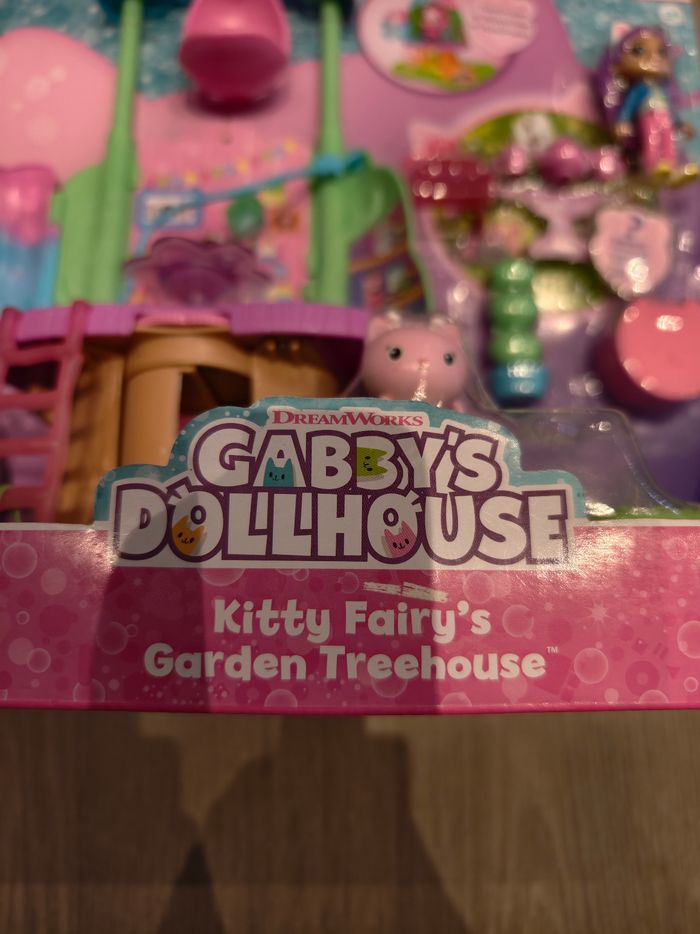 DREAMWORKS
GABBY'S
DOLLHOUSE
Kitty Fairy's
Garden Treehouse™